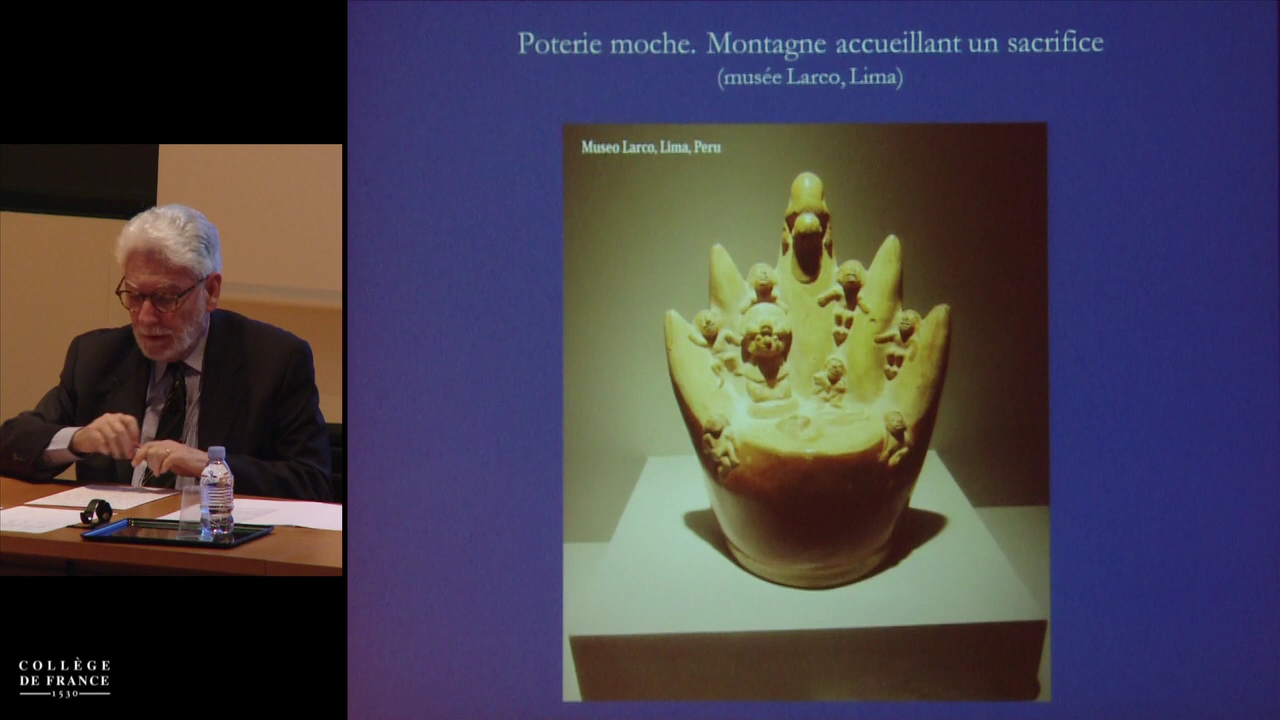 Poterie moche. Montagne accueillant un sacrifice
(musée Larco, Lima)
Museo Larco, Lima, Peru
COLLÈGE
DE FRANCE
1530